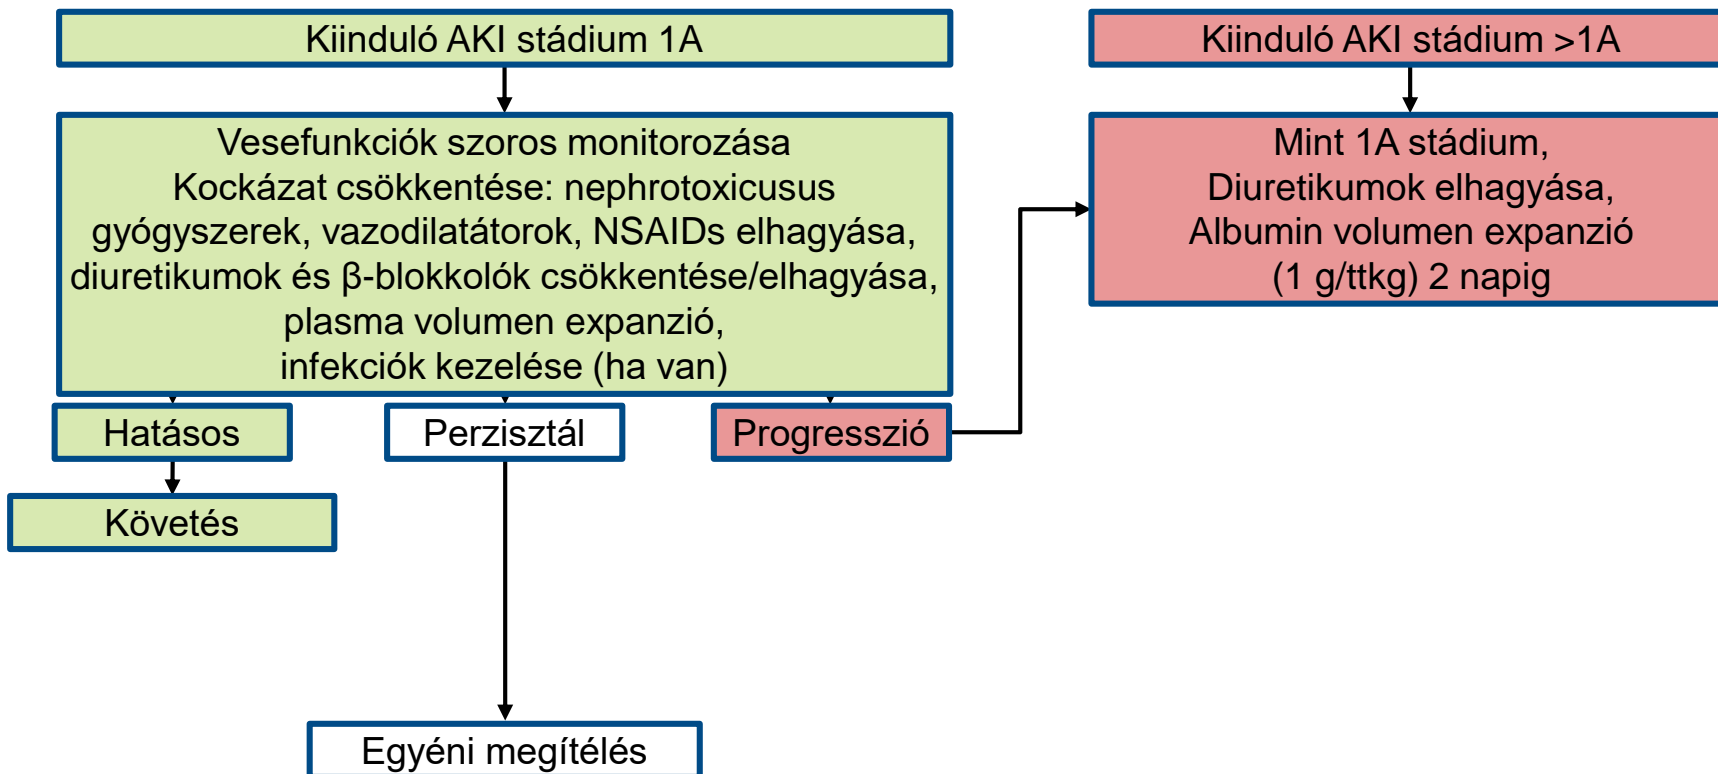 Kiinduló AKI stádium 1A
Kiinduló AKI stádium >1A
Vesefunkciók szoros monitorozása
Kockázat csökkentése: nephrotoxicusus
gyógyszerek, vazodilatátorok, NSAIDs elhagyása,
diuretikumok és β-blokkolók csökkentése/elhagyása,
plasma volumen expanzió,
infekciók kezelése (ha van)
Mint 1A stádium,
Diuretikumok elhagyása,
Albumin volumen expanzió
(1 g/ttkg) 2 napig
Hatásos
Perzisztál
Progresszió
Követés
Egyéni megítélés